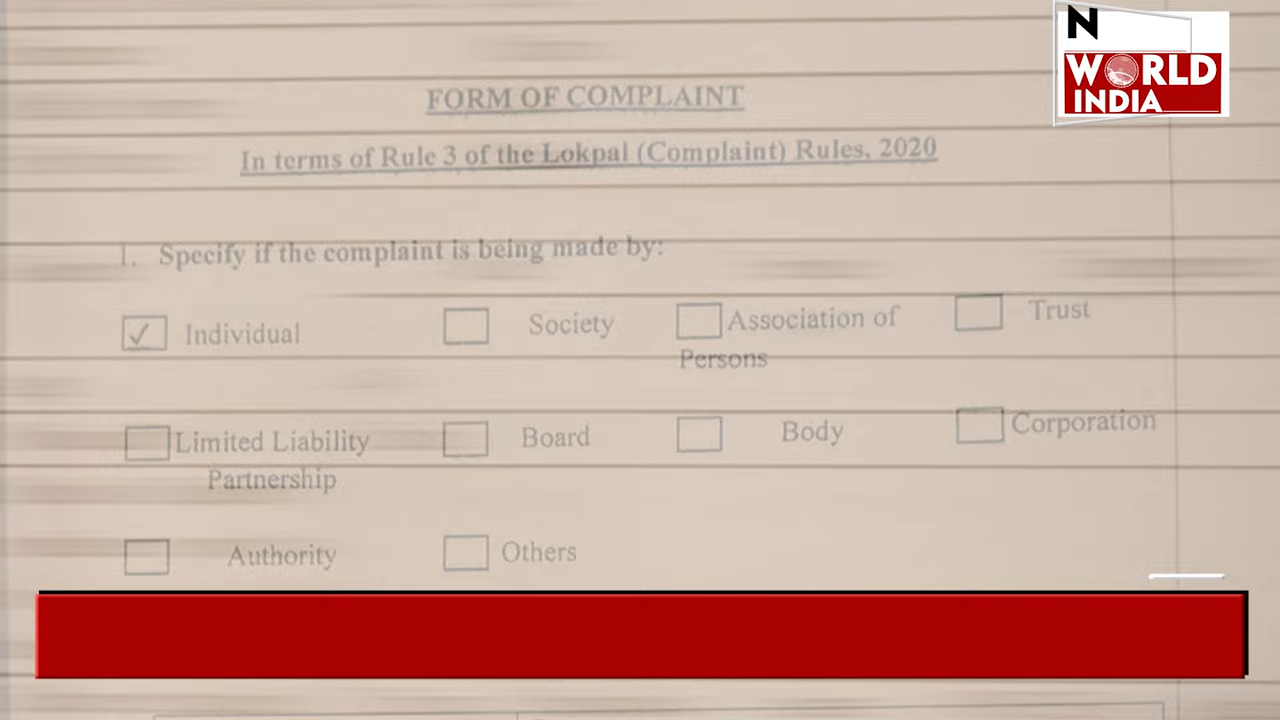 N
WORLD
INDIA
FORM OF COMPLAINT
In terms of Rule 3 of the Lokpal (Complaint) Rules, 2020
1. Specify if the complaint is being made by:
✓ Individual Society Association of Trust
Persons
Limited Liability Board Body Corporation
Partnership
Authority Others